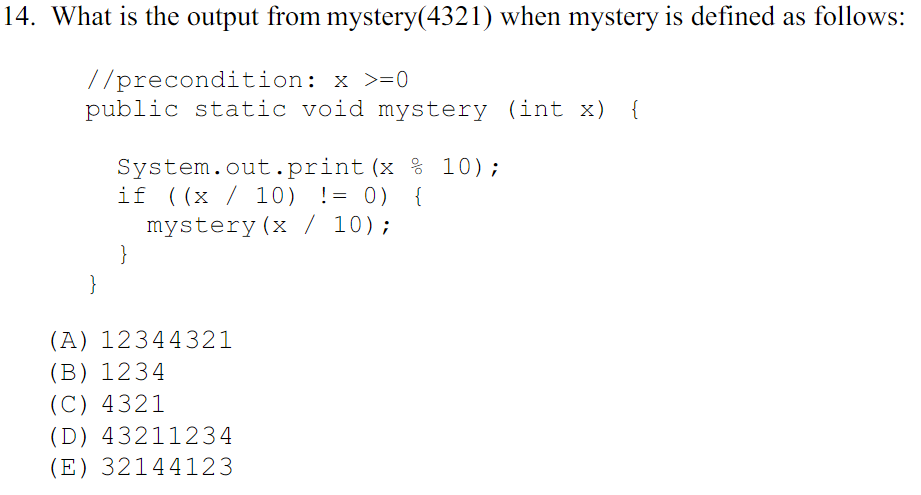 14. What is the output from mystery(4321) when mystery is defined as follows:
//precondition: x >=0
public static void mystery (int x) {
System.out.print(x % 10);
if ((x / 10) != 0) {
mystery(x / 10);
}
}
(A) 12344321
(B) 1234
(C) 4321
(D) 43211234
(E) 32144123